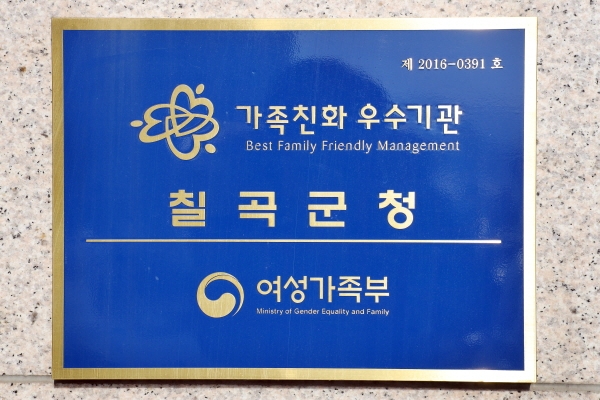 제 2016-0391 호
가족친화 우수기관
Best Family Friendly Management
칠곡군청
여성가족부
Ministry of Gender Equality and Family